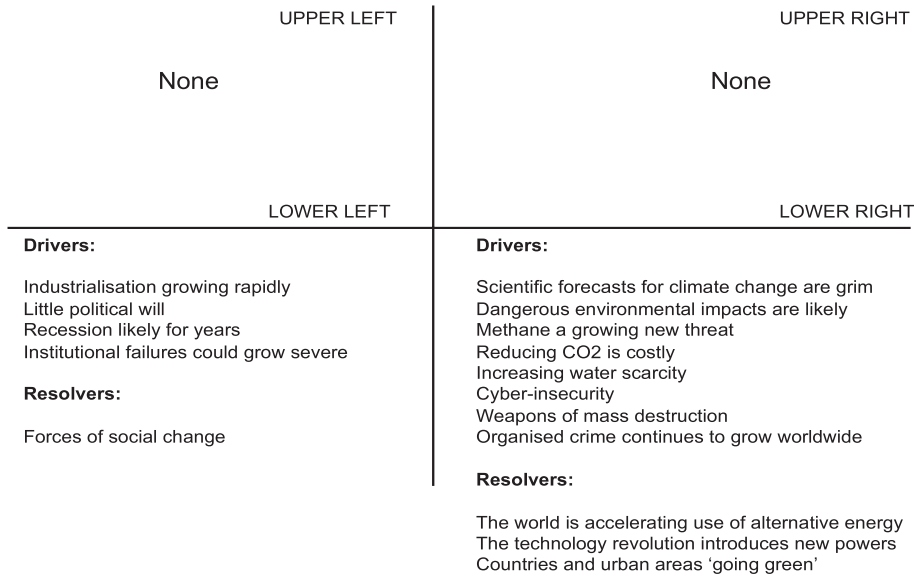 UPPER LEFT
None
UPPER RIGHT
None
LOWER LEFT
Drivers:
Industrialisation growing rapidly
Little political will
Recession likely for years
Institutional failures could grow severe
Resolvers:
Forces of social change
LOWER RIGHT
Drivers:
Scientific forecasts for climate change are grim
Dangerous environmental impacts are likely
Methane a growing new threat
Reducing CO2 is costly
Increasing water scarcity
Cyber-insecurity
Weapons of mass destruction
Organised crime continues to grow worldwide
Resolvers:
The world is accelerating use of alternative energy
The technology revolution introduces new powers
Countries and urban areas ‘going green’